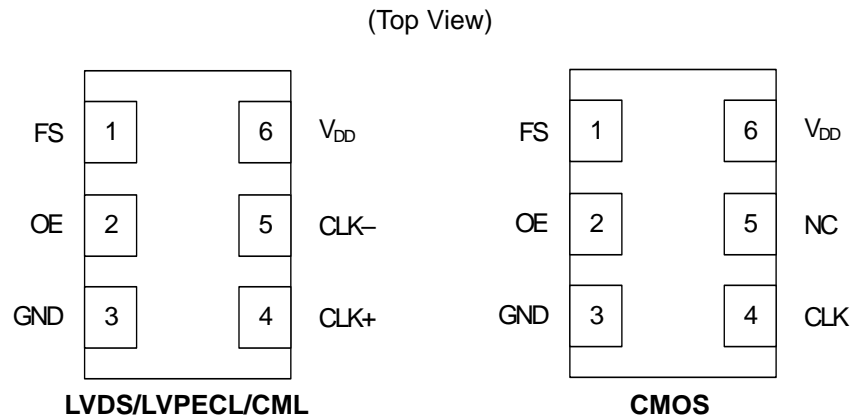 (Top View)
FS 1 6 VDD
OE 2 5 CLK–
GND 3 4 CLK+
LVDS/LVPECL/CML
FS 1 6 VDD
OE 2 5 NC
GND 3 4 CLK
CMOS